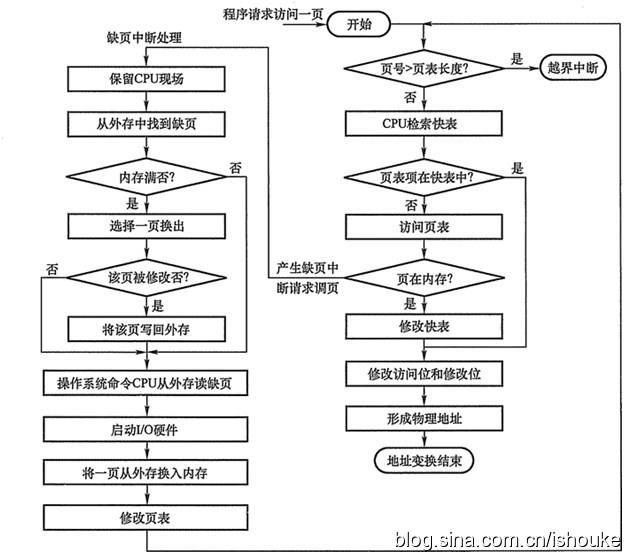 程序请求访问一页
开始
缺页中断处理
保留CPU现场
从外存中找到缺页
内存满否?
否
是
选择一页换出
否
该页被修改否?
是
将该页写回外存
操作系统命令CPU从外存读缺页
启动I/O硬件
将一页从外存换入内存
修改页表
页号>页表长度?
是
越界中断
否
CPU检索快表
页表项在快表中?
是
否
访问页表
产生缺页中
断请求调页
页在内存?
是
修改快表
修改访问位和修改位
形成物理地址
地址变换结束
blog.sina.com.cn/ishouke